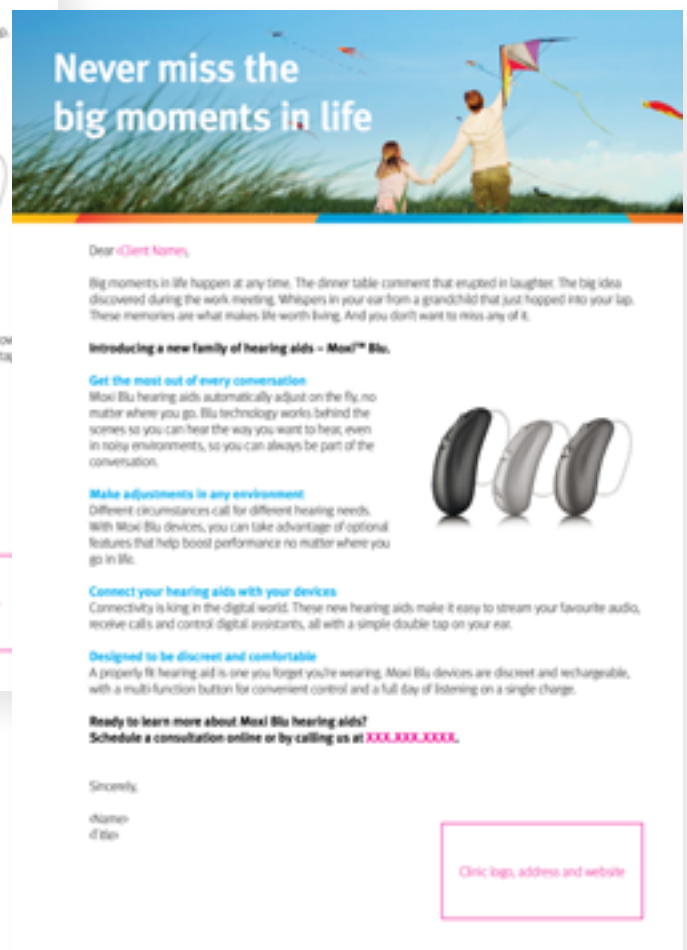 Never miss the
big moments in life
Dear <Client Name>,
Big moments in life happen at any time. The dinner table comment that erupted in laughter. The big idea
discovered during the work meeting. Whispers in your ear from a grandchild that just hopped into your lap.
These memories are what makes life worth living. And you don't want to miss any of it.
Introducing a new family of hearing aids – Moxi™ Blu.
Get the most out of every conversation
Moxi Blu hearing aids automatically adjust on the fly, no
matter where you go. Blu technology works behind the
scenes so you can hear the way you want to hear, even
in noisy environments, so you can always be part of the
conversation.
Make adjustments in any environment
Different circumstances call for different hearing needs.
With Moxi Blu devices, you can take advantage of optional
features that help boost performance no matter where you
go in life.
Connect your hearing aids with your devices
Connectivity is king in the digital world. These new hearing aids make it easy to stream your favourite audio,
receive calls and control digital assistants, all with a simple double tap on your ear.
Designed to be discreet and comfortable
A properly fit hearing aid is one you forget you're wearing. Moxi Blu devices are discreet and rechargeable,
with a multi-function button for convenient control and a full day of listening on a single charge.
Ready to learn more about Moxi Blu hearing aids?
Schedule a consultation online or by calling us at XXX.XXX.XXXX.
Sincerely,
<Name>
<Title>
Clinic logo, address and website